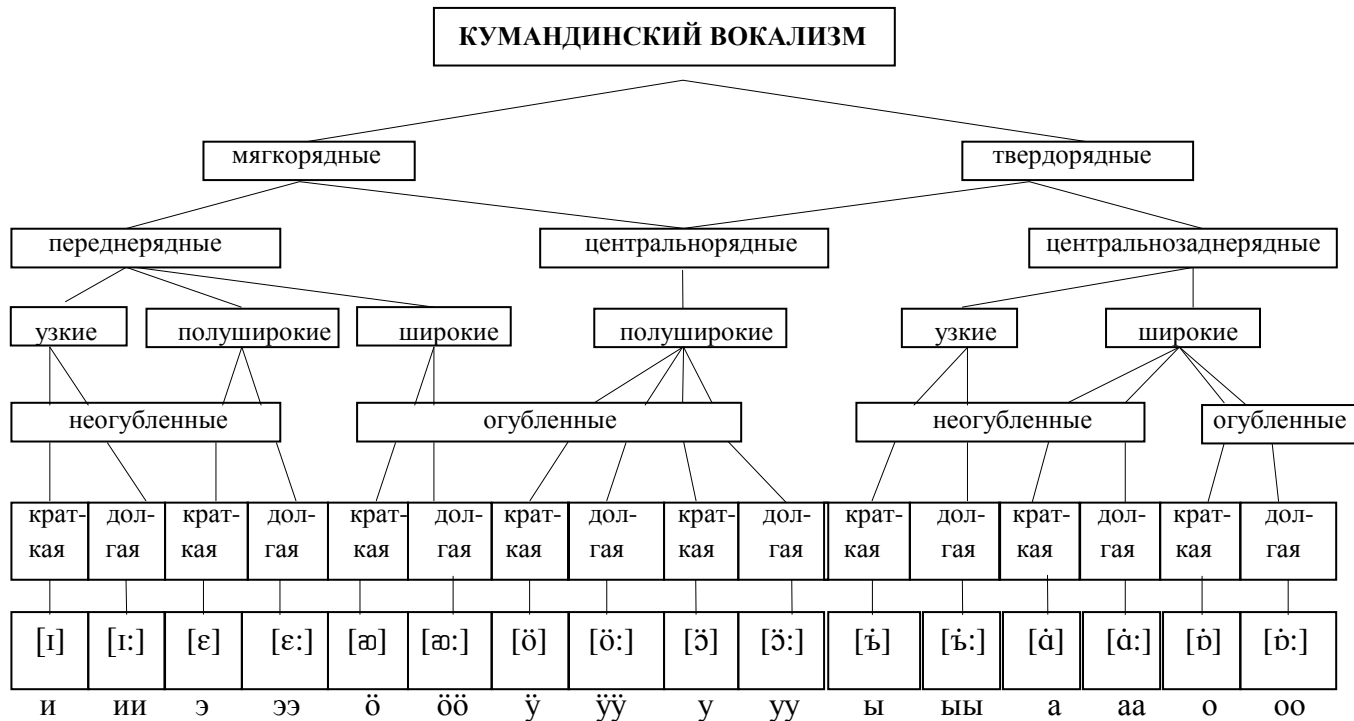 КУМАНДИНСКИЙ ВОКАЛИЗМ
мягкорядные твердорядные
переднерядные центральнорядные центральнозаднерядные
узкие полуширокие широкие полуширокие узкие широкие
неогубленные огубленные неогубленные огубленные
крат- дол- крат- дол- крат- дол- крат- дол- крат- дол- крат- дол- крат- дол- крат- дол-
кая гая кая гая кая гая кая гая кая гая кая гая кая гая кая гая
[ɪ] [ɪ:] [ɛ] [ɛ:] [ɶ] [ɶ:] [ö] [ö:] [ɔ̈] [ɔ̈:] [ъ̇] [ъ̇:] [ɑ̇] [ɑ̇:] [ɒ̇] [ɒ̇:]
и ии э ээ ӧ ӧӧ ӱ ӱӱ у уу ы ыы а аа о оо